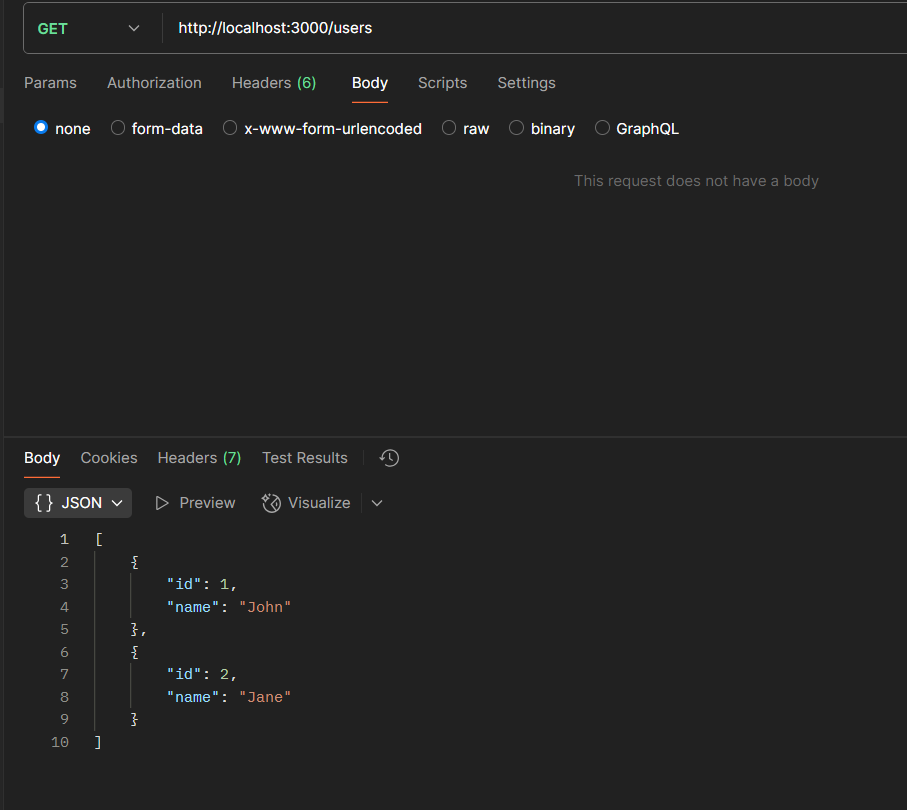 GET http://localhost:3000/users
Params Authorization Headers (6) Body Scripts Settings
none form-data x-www-form-urlencoded raw binary GraphQL
This request does not have a body
Body Cookies Headers (7) Test Results
{} JSON Preview Visualize
1 [
2 {
3 "id": 1,
4 "name": "John"
5 },
6 {
7 "id": 2,
8 "name": "Jane"
9 }
10 ]